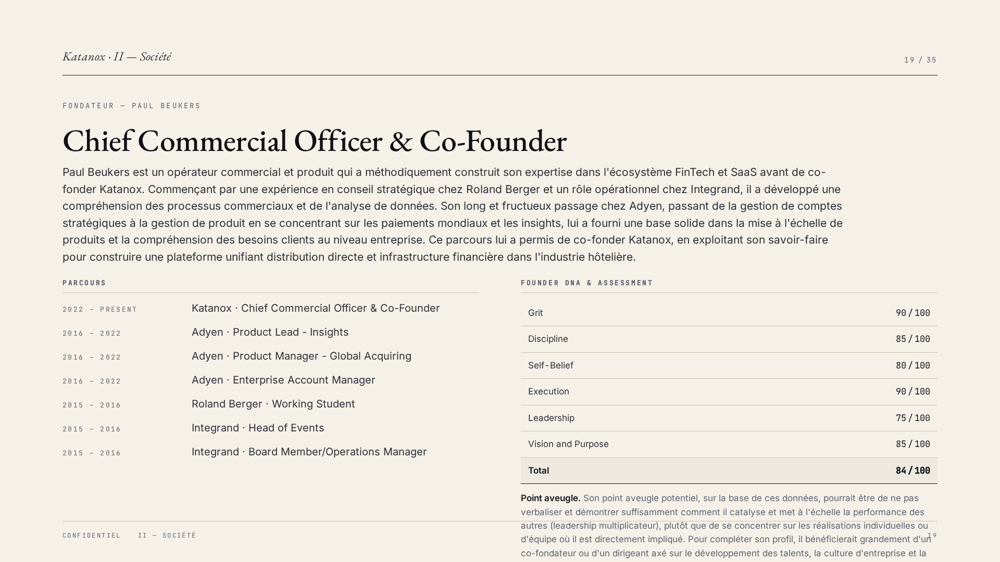 Katanox · II — Société
19 / 35
FONDATEUR — PAUL BEUKERS
Chief Commercial Officer & Co-Founder
Paul Beukers est un opérateur commercial et produit qui a méthodiquement construit son expertise dans l'écosystème FinTech et SaaS avant de co-
fonder Katanox. Commençant par une expérience en conseil stratégique chez Roland Berger et un rôle opérationnel chez Integrand, il a développé une
compréhension des processus commerciaux et de l'analyse de données. Son long et fructueux passage chez Adyen, passant de la gestion de comptes
stratégiques à la gestion de produit en se concentrant sur les paiements mondiaux et les insights, lui a fourni une base solide dans la mise à l'échelle de
produits et la compréhension des besoins clients au niveau entreprise. Ce parcours lui a permis de co-fonder Katanox, en exploitant son savoir-faire
pour construire une plateforme unifiant distribution directe et infrastructure financière dans l'industrie hôtelière.
PARCOURS
2022 – PRESENT Katanox · Chief Commercial Officer & Co-Founder
2016 – 2022 Adyen · Product Lead - Insights
2016 – 2022 Adyen · Product Manager - Global Acquiring
2016 – 2022 Adyen · Enterprise Account Manager
2015 – 2016 Roland Berger · Working Student
2015 – 2016 Integrand · Head of Events
2015 – 2016 Integrand · Board Member/Operations Manager
FOUNDER DNA & ASSESSMENT
Grit 90 / 100
Discipline 85 / 100
Self-Belief 80 / 100
Execution 90 / 100
Leadership 75 / 100
Vision and Purpose 85 / 100
Total 84 / 100
Point aveugle. Son point aveugle potentiel, sur la base de ces données, pourrait être de ne pas
verbaliser et démontrer suffisamment comment il catalyse et met à l'échelle la performance des
autres (leadership multiplicateur), plutôt que de se concentrer sur les réalisations individuelles ou
d'équipe où il est directement impliqué. Pour compléter son profil, il bénéficierait grandement d'un
co-fondateur ou d'un dirigeant axé sur le développement des talents, la culture d'entreprise et la
CONFIDENTIEL II — SOCIÉTÉ
19